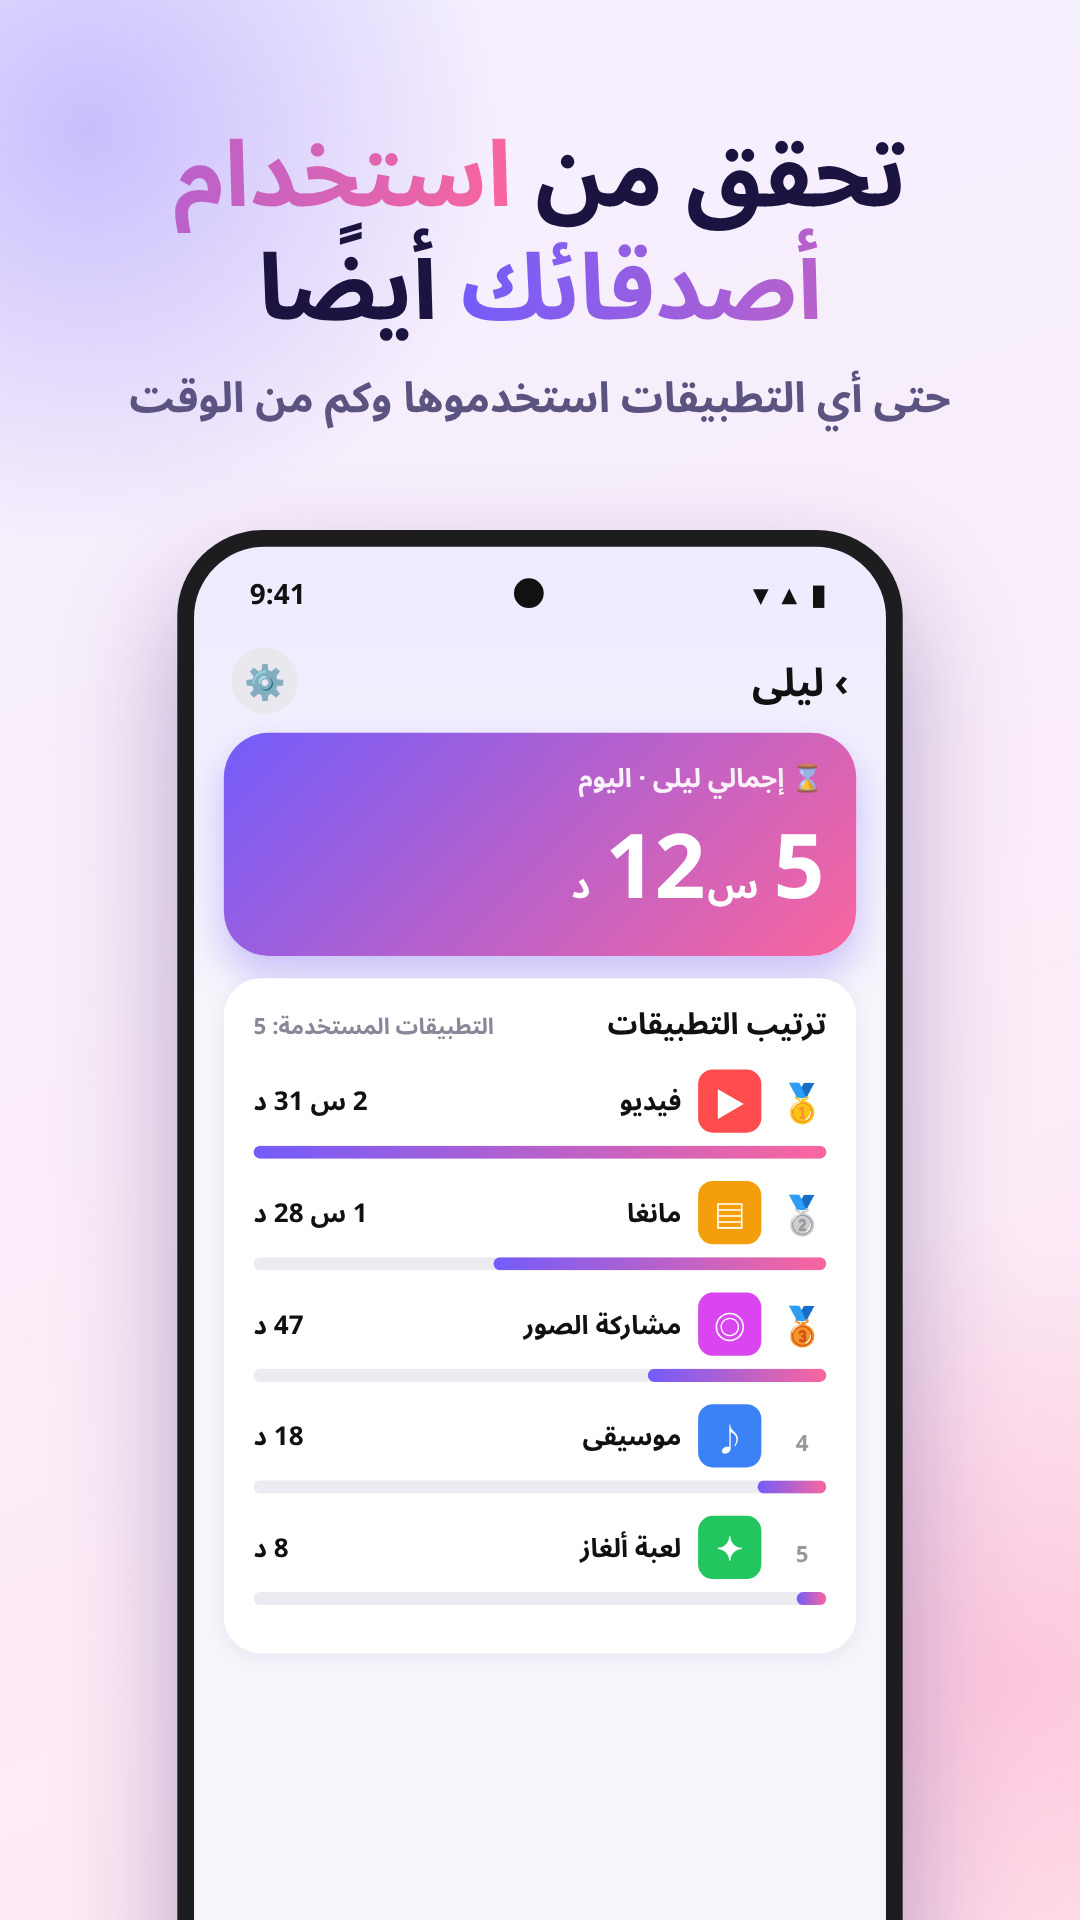 تحقق من استخدام
أصدقائك أيضًا
حتى أي التطبيقات استخدموها وكم من الوقت
9:41
‹ ليلى
⌛ إجمالي ليلى · اليوم
5 س 12 د
ترتيب التطبيقات
التطبيقات المستخدمة: 5
🥇 فيديو
2 س 31 د
🥈 مانغا
1 س 28 د
🥉 مشاركة الصور
47 د
4 موسيقى
18 د
5 لعبة ألغاز
8 د